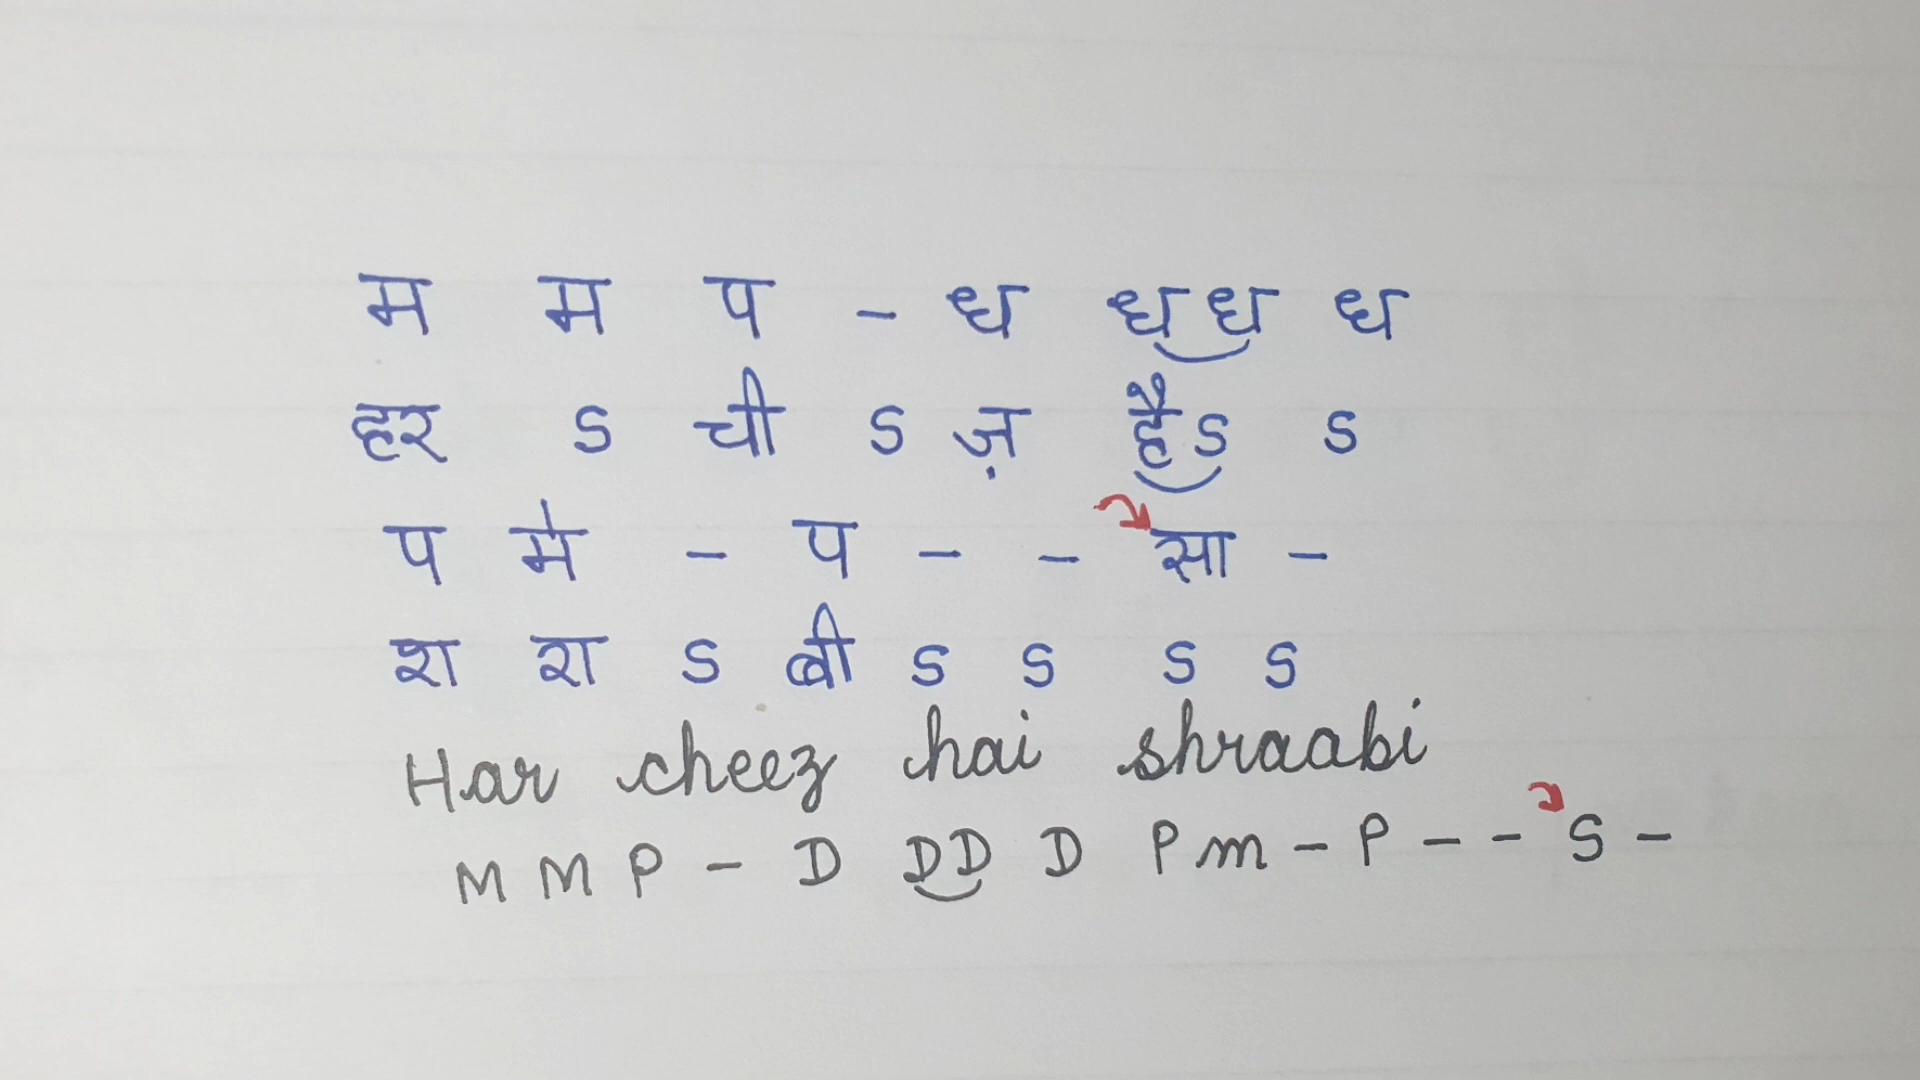 म म प - ध धध ध
हर ऽ ची ऽ ज़ हैऽ ऽ
प मे - प - - सा -
श रा ऽ बी ऽ ऽ ऽ ऽ
Har cheez hai shraabi
M M P - D DD D P m - P - - S -